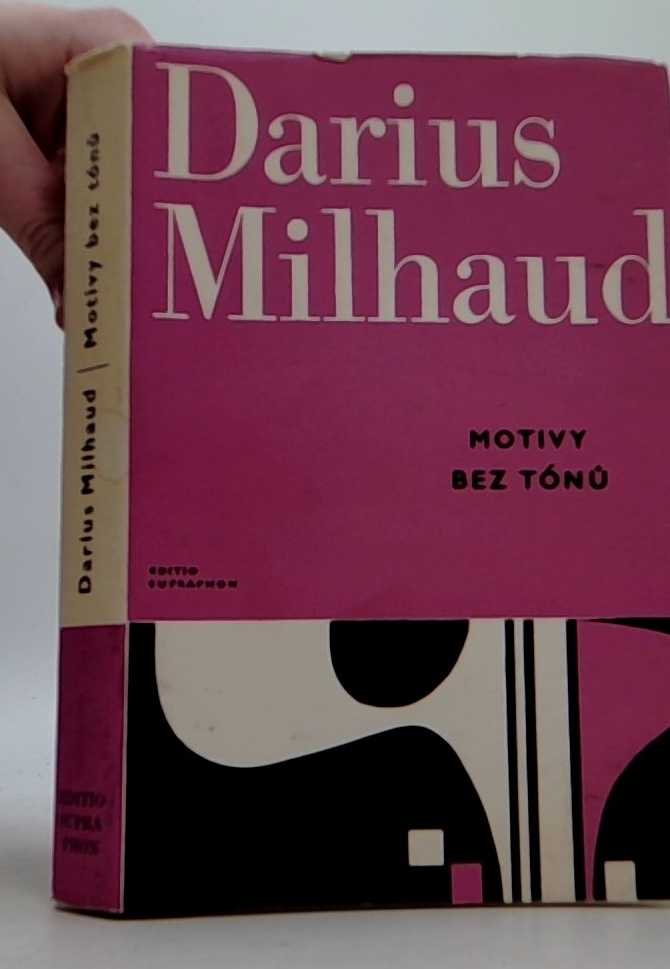 Darius
Milhaud
MOTIVY
BEZ TÓNŮ
EDITIO
SUPRAPHON
Darius Milhaud | Motivy bez tónů
EDITIO
SUPRA
PHON